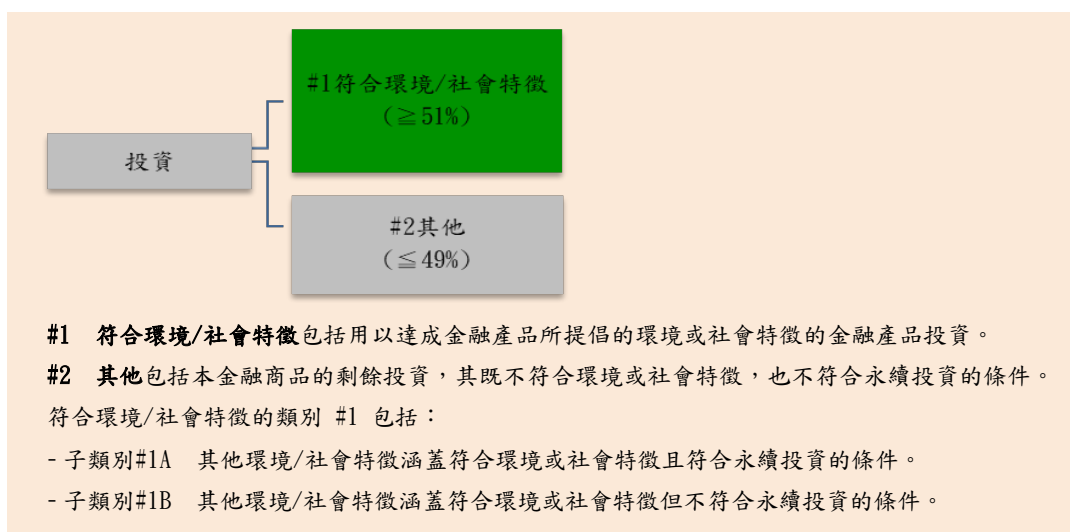 #1符合環境/社會特徵
(≧51%)
投資
#2其他
(≦49%)
#1 符合環境/社會特徵包括用以達成金融產品所提倡的環境或社會特徵的金融產品投資。
#2 其他包括本金融商品的剩餘投資，其既不符合環境或社會特徵，也不符合永續投資的條件。
符合環境/社會特徵的類別 #1 包括：
- 子類別#1A 其他環境/社會特徵涵蓋符合環境或社會特徵且符合永續投資的條件。
- 子類別#1B 其他環境/社會特徵涵蓋符合環境或社會特徵但不符合永續投資的條件。